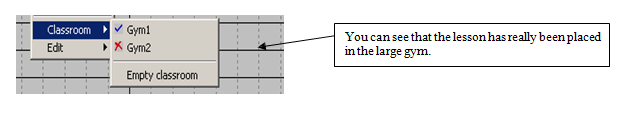 Classroom
Edit
Gym1
Gym2
Empty classroom
You can see that the lesson has really been placed
in the large gym.